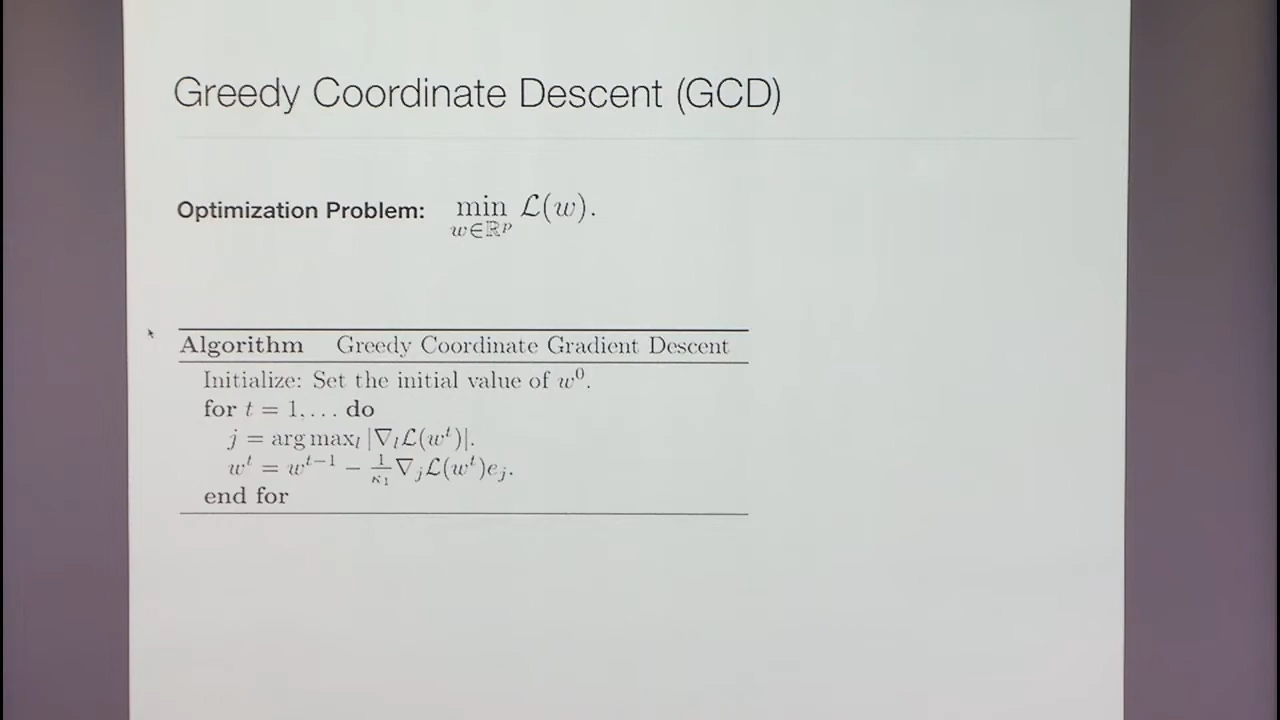 Greedy Coordinate Descent (GCD)
Optimization Problem: min_{w∈ℝ^p} ℒ(w).
Algorithm Greedy Coordinate Gradient Descent
Initialize: Set the initial value of w^0.
for t = 1, . . . do
j = arg max_l |∇_l ℒ(w^t)|.
w^t = w^{t−1} − \frac{1}{κ_1} ∇_j ℒ(w^t)e_j.
end for